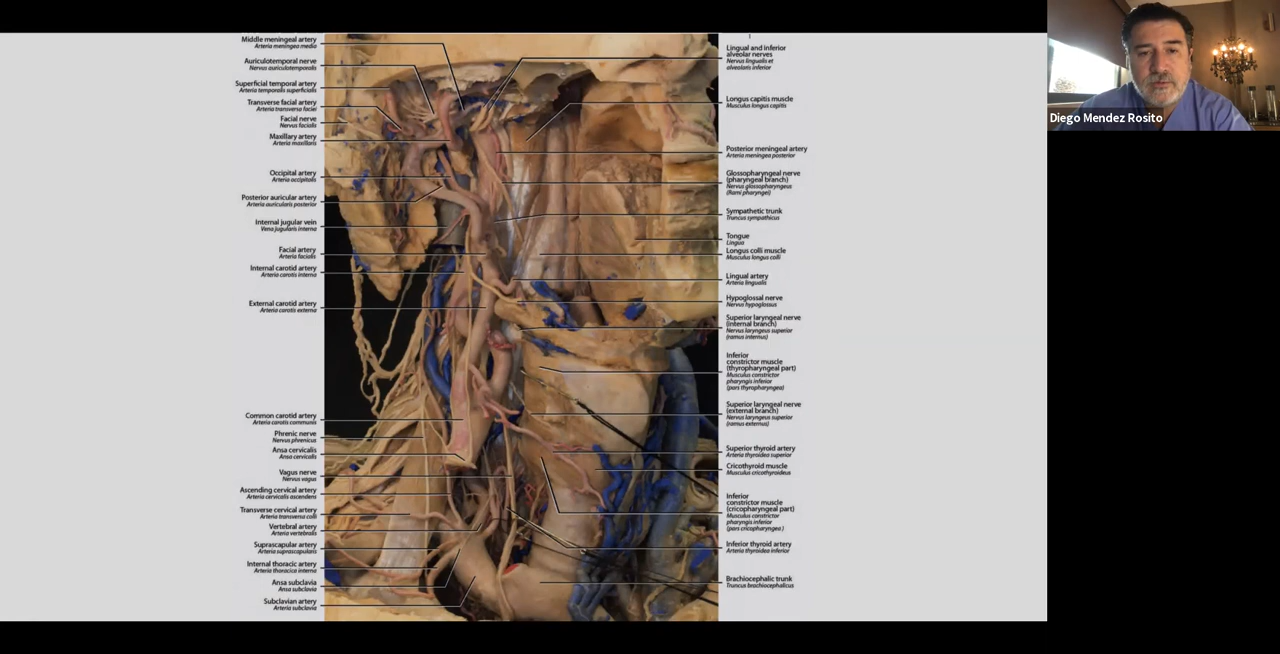 Middle meningeal artery
Arteria meningea media
Auriculotemporal nerve
Nervus auriculotemporalis
Superficial temporal artery
Arteria temporalis superficialis
Transverse facial artery
Arteria transversa faciei
Facial nerve
Nervus facialis
Maxillary artery
Arteria maxillaris
Occipital artery
Arteria occipitalis
Posterior auricular artery
Arteria auricularis posterior
Internal jugular vein
Vena jugularis interna
Facial artery
Arteria facialis
Internal carotid artery
Arteria carotis interna
External carotid artery
Arteria carotis externa
Common carotid artery
Arteria carotis communis
Phrenic nerve
Nervus phrenicus
Ansa cervicalis
Ansa cervicalis
Vagus nerve
Nervus vagus
Ascending cervical artery
Arteria cervicalis ascendens
Transverse cervical artery
Arteria transversa colli
Vertebral artery
Arteria vertebralis
Suprascapular artery
Arteria suprascapularis
Internal thoracic artery
Arteria thoracica interna
Ansa subclavia
Ansa subclavia
Subclavian artery
Arteria subclavia
Lingual and inferior
alveolar nerves
Nervus lingualis et
alveolaris inferior
Longus capitis muscle
Musculus longus capitis
Posterior meningeal artery
Arteria meningea posterior
Glossopharyngeal nerve
(pharyngeal branch)
Nervus glossopharyngeus
(Rami pharyngei)
Sympathetic trunk
Truncus sympathicus
Tongue
Lingua
Longus colli muscle
Musculus longus colli
Lingual artery
Arteria lingualis
Hypoglossal nerve
Nervus hypoglossus
Superior laryngeal nerve
(internal branch)
Nervus laryngeus superior
(ramus internus)
Inferior
constrictor muscle
(thyropharyngeal part)
Musculus constrictor
pharyngis inferior
(pars thyropharyngea)
Superior laryngeal nerve
(external branch)
Nervus laryngeus superior
(ramus externus)
Superior thyroid artery
Arteria thyroidea superior
Cricothyroid muscle
Musculus cricothyroideus
Inferior
constrictor muscle
(cricopharyngeal part)
Musculus constrictor
pharyngis inferior
(pars cricopharyngea )
Inferior thyroid artery
Arteria thyroidea inferior
Brachiocephalic trunk
Truncus brachiocephalicus
Diego Mendez Rosito